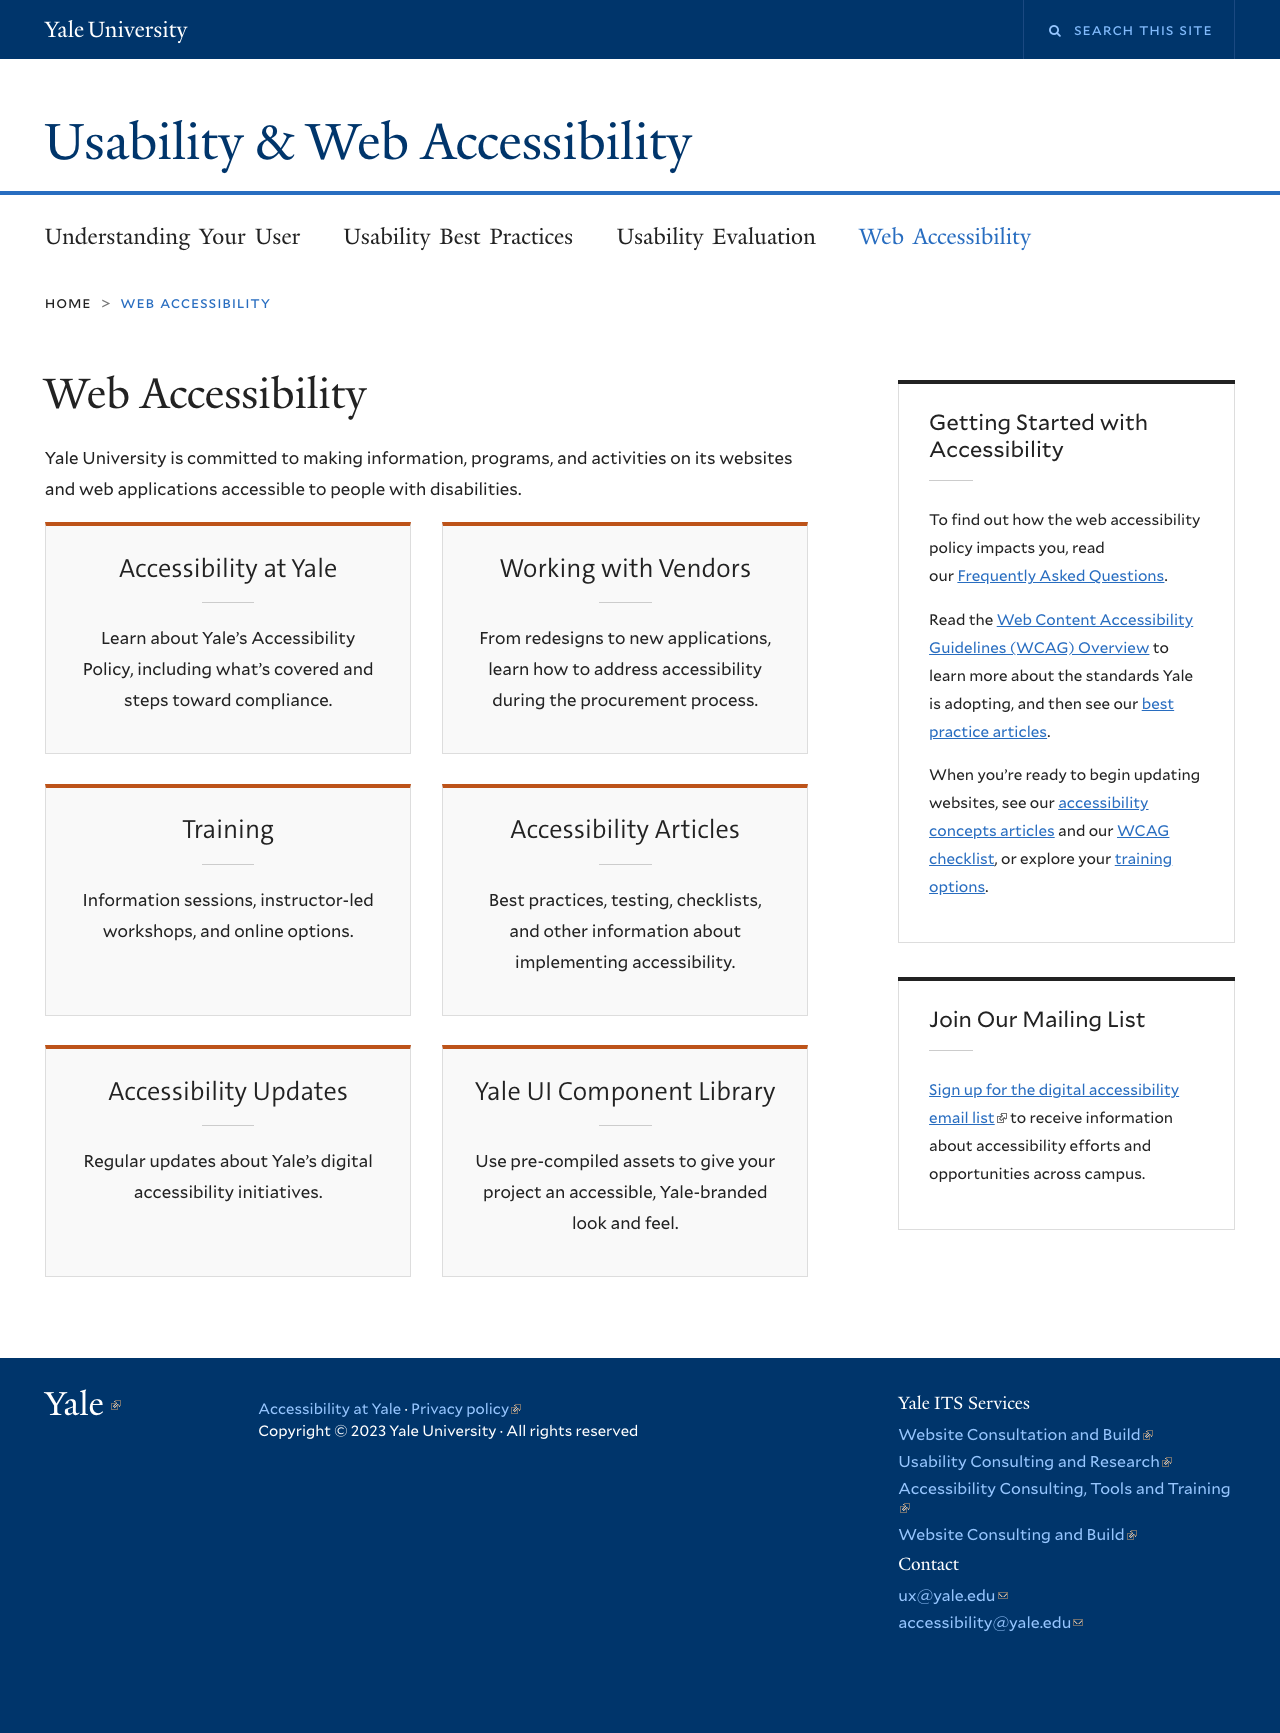 Yale University
SEARCH THIS SITE
Usability & Web Accessibility
Understanding Your User
Usability Best Practices
Usability Evaluation
Web Accessibility
HOME > WEB ACCESSIBILITY
Web Accessibility
Yale University is committed to making information, programs, and activities on its websites
and web applications accessible to people with disabilities.
Accessibility at Yale
Learn about Yale’s Accessibility
Policy, including what’s covered and
steps toward compliance.
Working with Vendors
From redesigns to new applications,
learn how to address accessibility
during the procurement process.
Training
Information sessions, instructor-led
workshops, and online options.
Accessibility Articles
Best practices, testing, checklists,
and other information about
implementing accessibility.
Accessibility Updates
Regular updates about Yale’s digital
accessibility initiatives.
Yale UI Component Library
Use pre-compiled assets to give your
project an accessible, Yale-branded
look and feel.
Getting Started with
Accessibility
To find out how the web accessibility
policy impacts you, read
our Frequently Asked Questions.
Read the Web Content Accessibility
Guidelines (WCAG) Overview to
learn more about the standards Yale
is adopting, and then see our best
practice articles.
When you’re ready to begin updating
websites, see our accessibility
concepts articles and our WCAG
checklist, or explore your training
options.
Join Our Mailing List
Sign up for the digital accessibility
email list to receive information
about accessibility efforts and
opportunities across campus.
Yale
Accessibility at Yale · Privacy policy
Copyright © 2023 Yale University · All rights reserved
Yale ITS Services
Website Consultation and Build
Usability Consulting and Research
Accessibility Consulting, Tools and Training
Website Consulting and Build
Contact
ux@yale.edu
accessibility@yale.edu